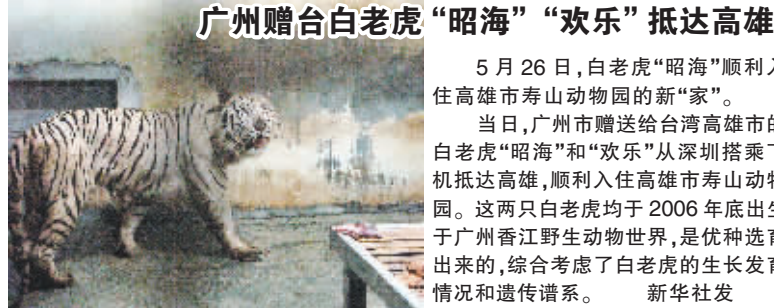 广州赠台白老虎“昭海”“欢乐”抵达高雄
5月26日,白老虎“昭海”顺利入
住高雄市寿山动物园的新“家”。
当日,广州市赠送给台湾高雄市的
白老虎“昭海”和“欢乐”从深圳搭乘
机抵达高雄,顺利入住高雄市寿山动物
园。这两只白老虎均于2006年底出生
于广州香江野生动物世界,是优种选育
出来的,综合考虑了白老虎的生长发育
情况和遗传谱系。 新华社发